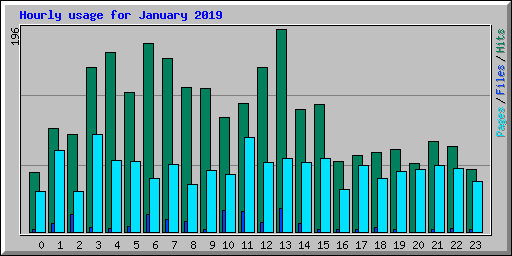 Hourly usage for January 2019
196
Pages/Files/Hits
0 1 2 3 4 5 6 7 8 9 10 11 12 13 14 15 16 17 18 19 20 21 22 23